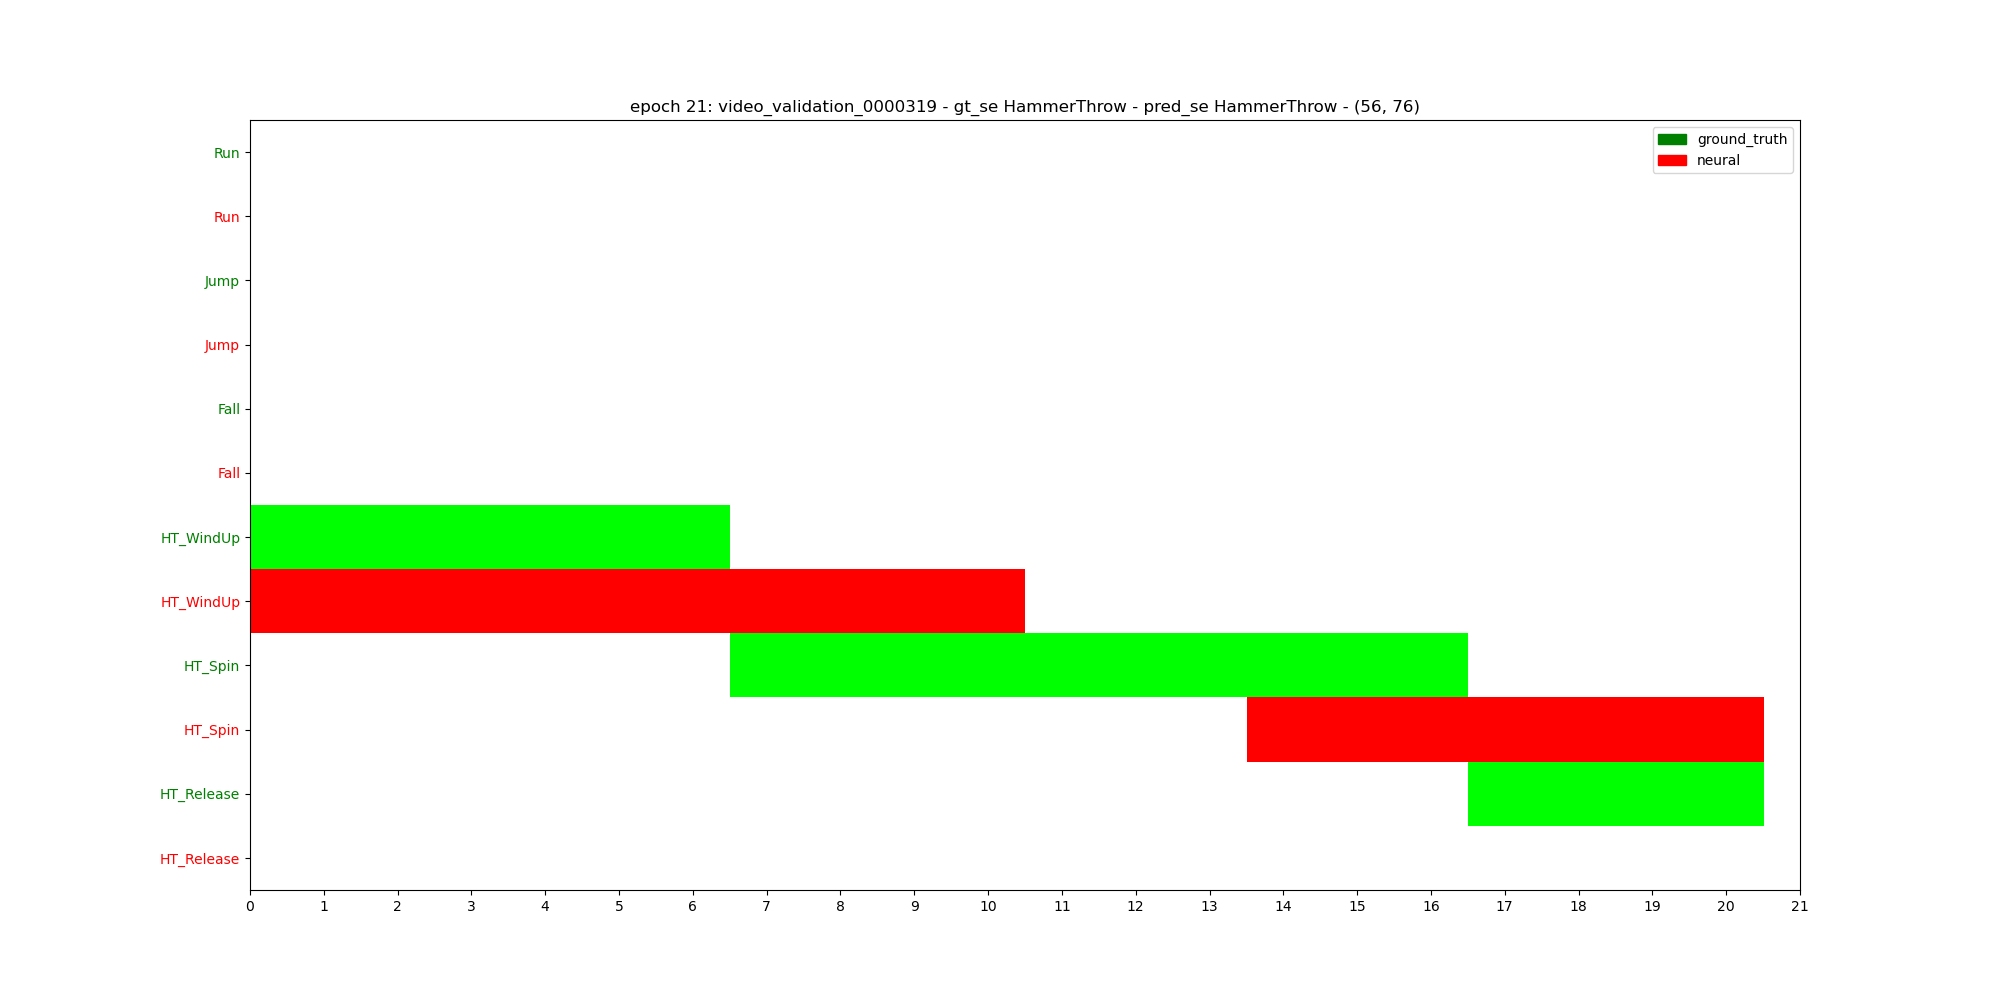 epoch 21: video_validation_0000319 - gt_se HammerThrow - pred_se HammerThrow - (56, 76)
ground_truth
neural
Run
Run
Jump
Jump
Fall
Fall
HT_WindUp
HT_WindUp
HT_Spin
HT_Spin
HT_Release
HT_Release
0 1 2 3 4 5 6 7 8 9 10 11 12 13 14 15 16 17 18 19 20 21